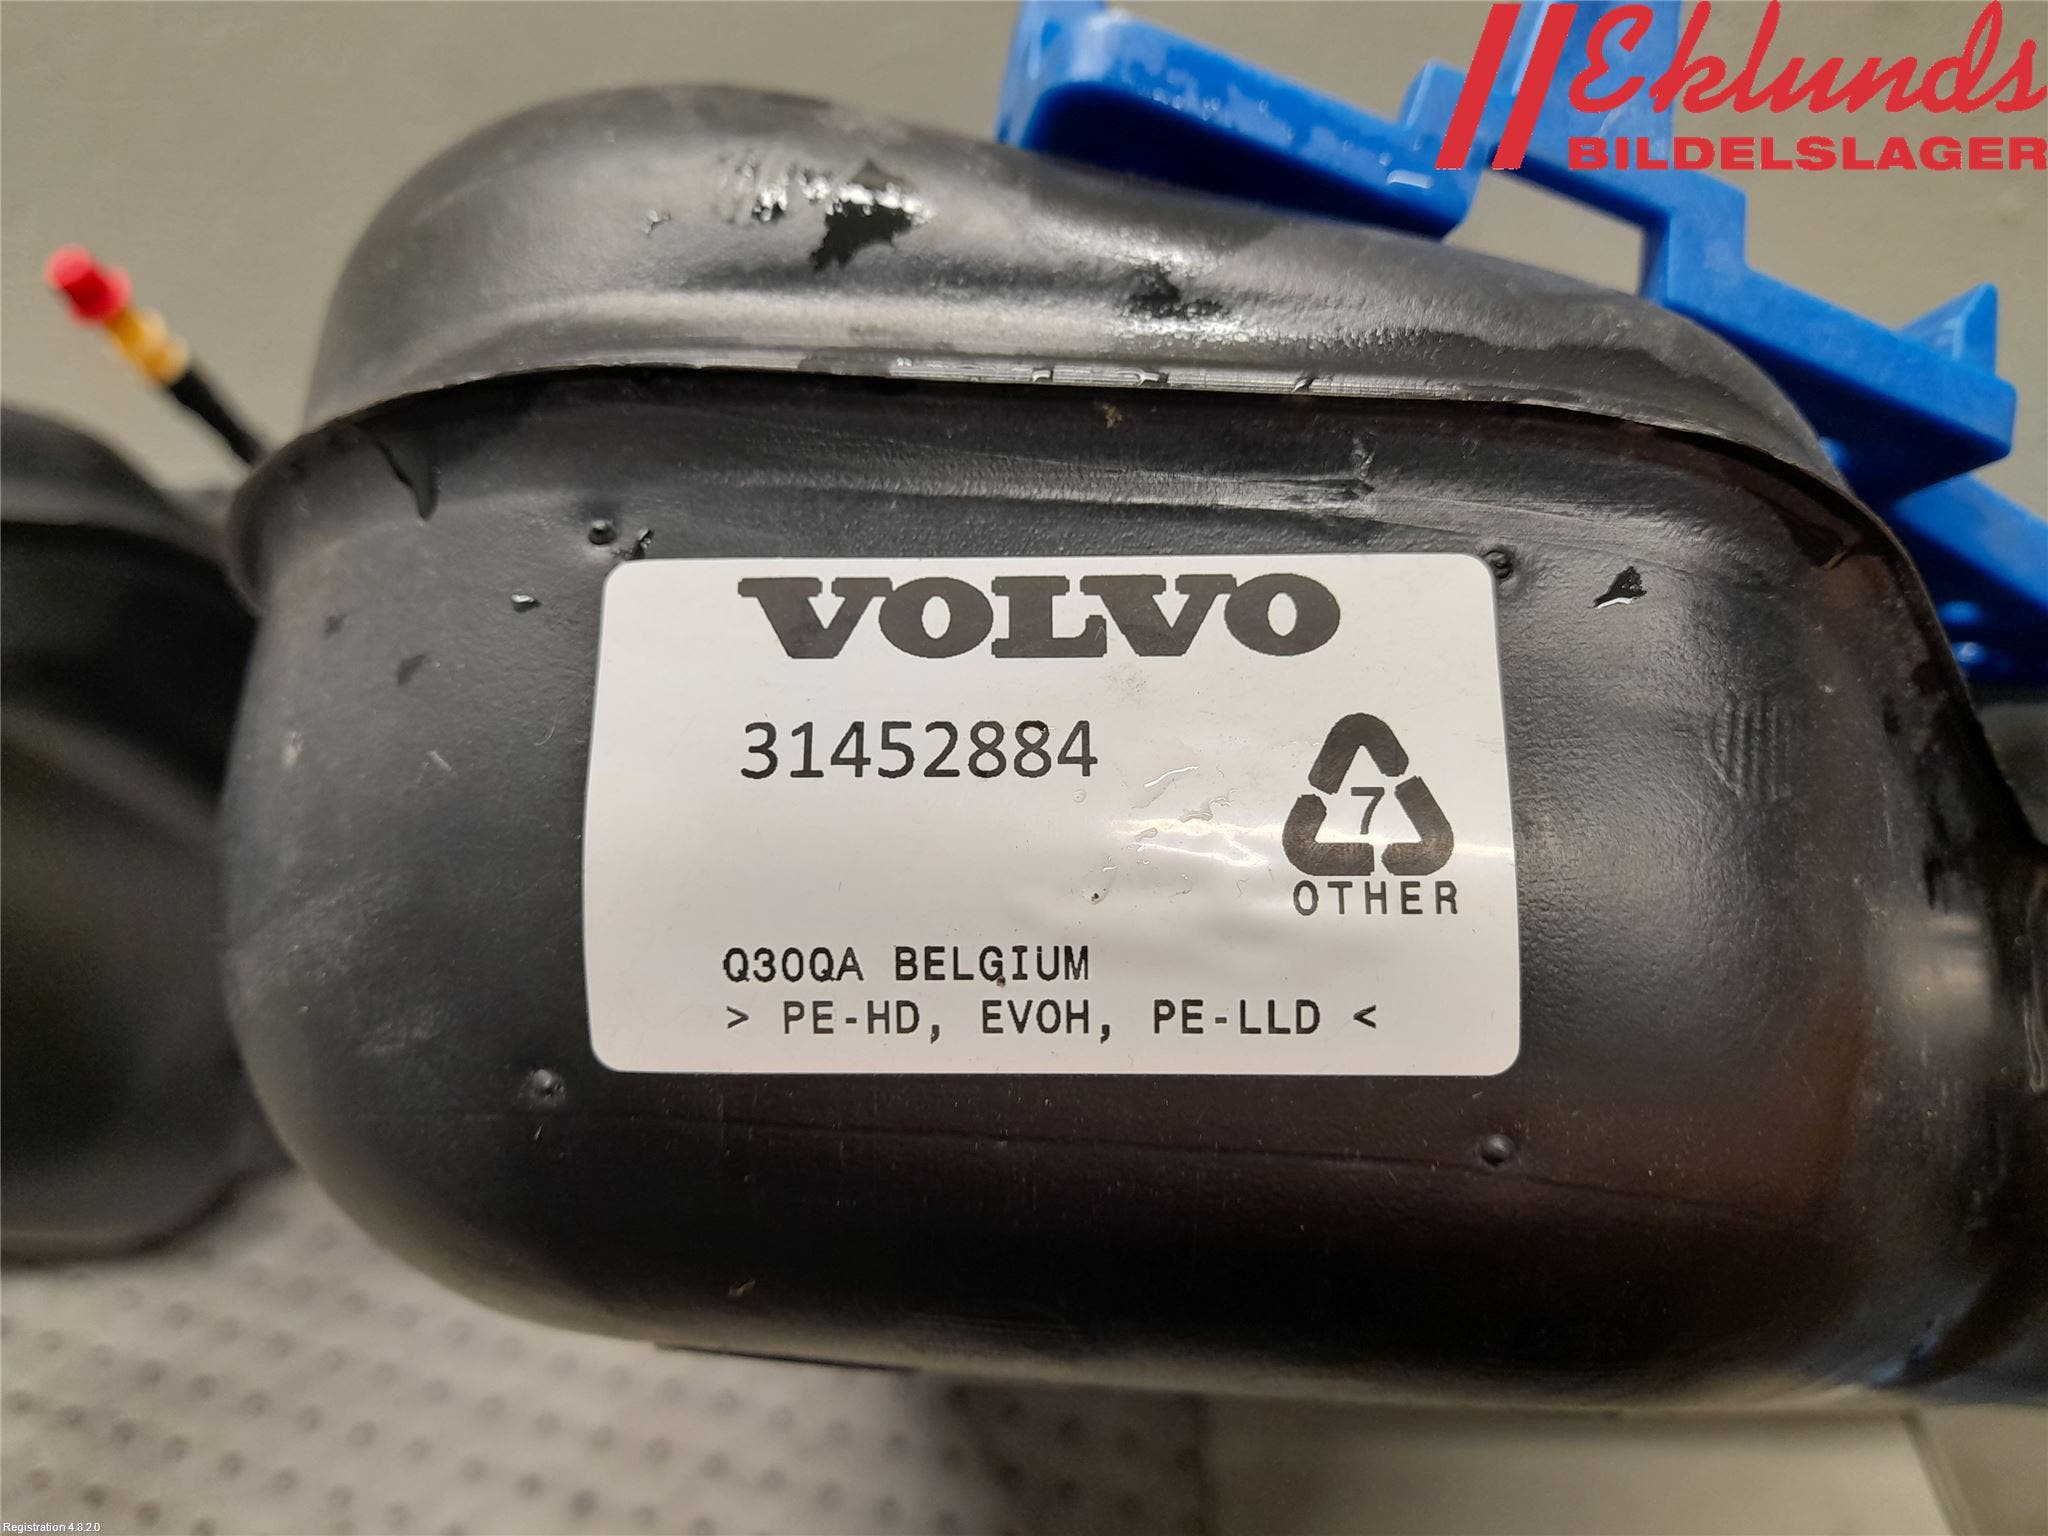 Eklunds
BILDELSLAGER
VOLVO
31452884
7
OTHER
Q30QA BELGIUM
> PE-HD, EVOH, PE-LLD <
Registration 4.8.2.0